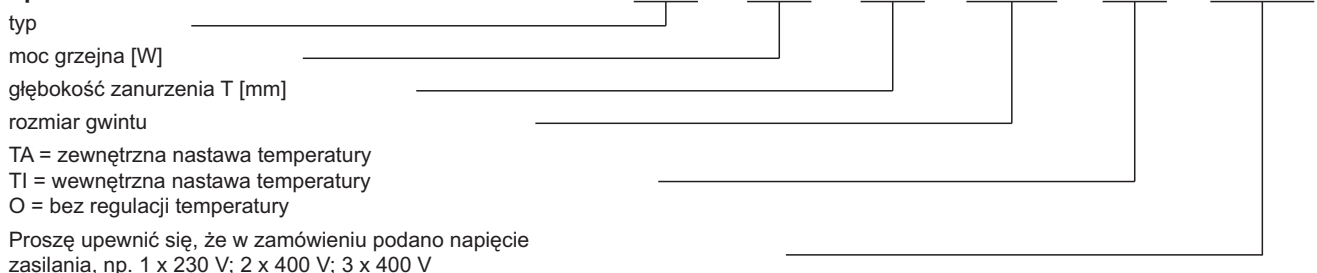 typ
moc grzejna [W]
głębokość zanurzenia T [mm]
rozmiar gwintu
TA = zewnętrzna nastawa temperatury
TI = wewnętrzna nastawa temperatury
O = bez regulacji temperatury
Proszę upewnić się, że w zamówieniu podano napięcie
zasilania, np. 1 x 230 V; 2 x 400 V; 3 x 400 V